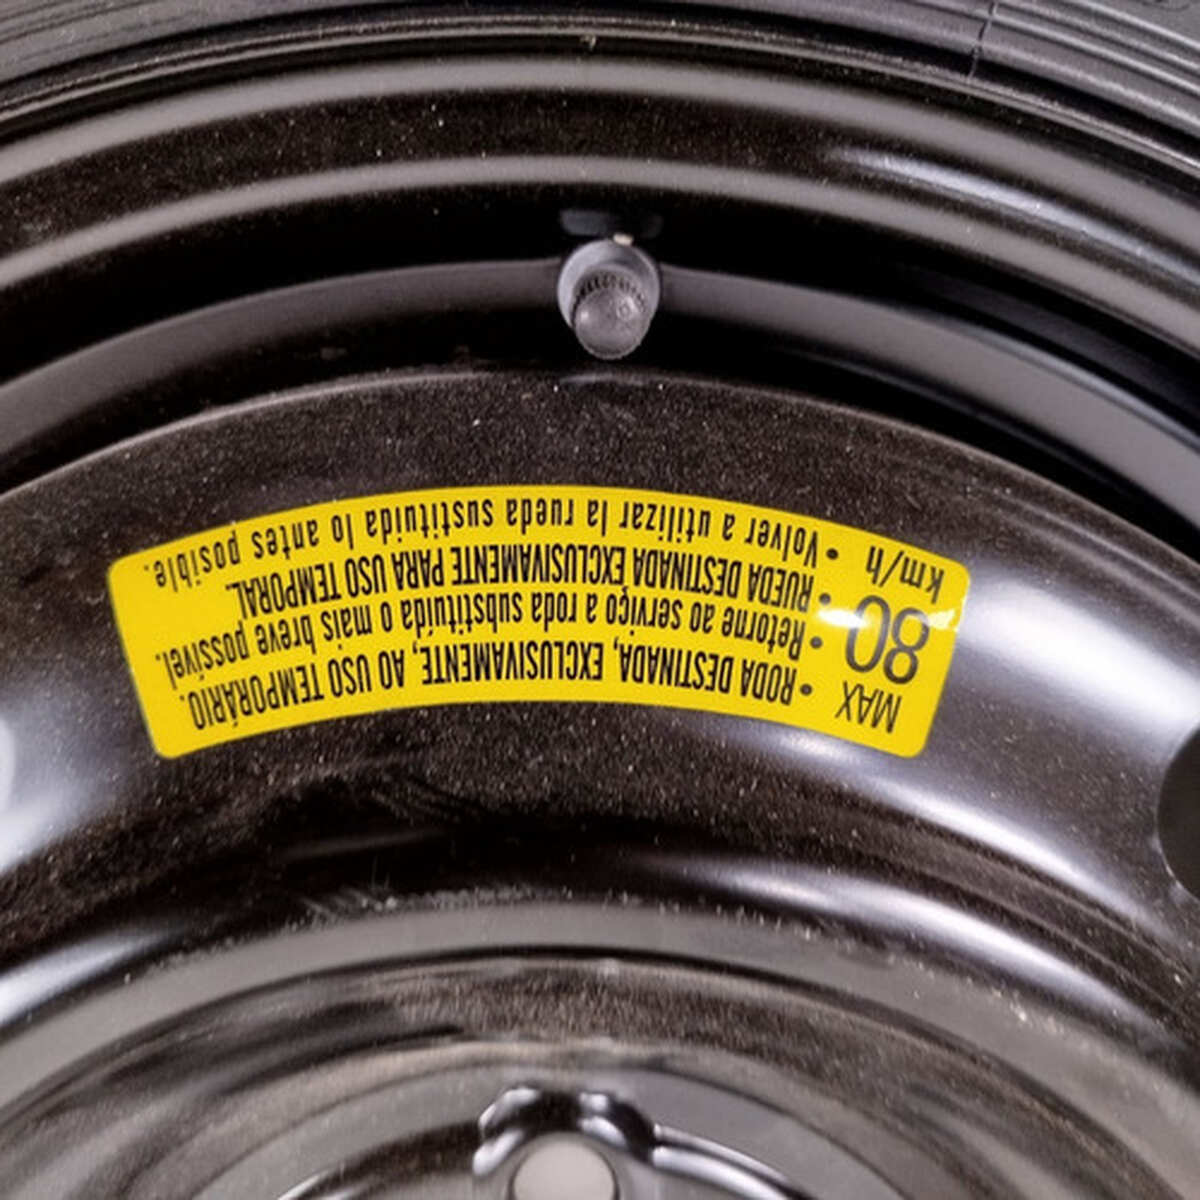 MAX
80
km/h
• RODA DESTINADA, EXCLUSIVAMENTE, AO USO TEMPORÁRIO.
• Retorne ao serviço a roda substituída o mais breve possível.
• RUEDA DESTINADA EXCLUSIVAMENTE PARA USO TEMPORAL.
• Volver a utilizar la rueda sustituida lo antes posible.